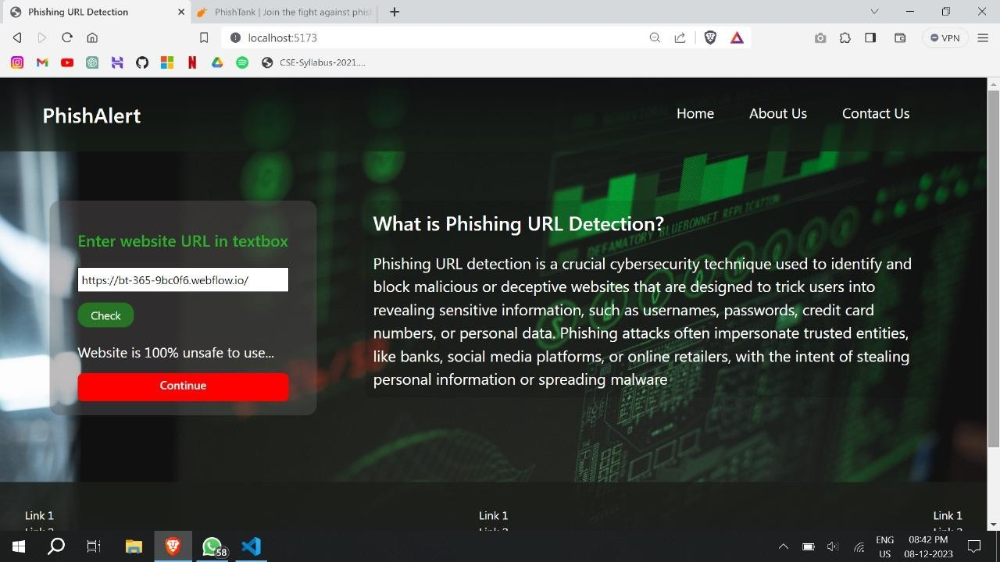 Phishing URL Detection
PhishTank | Join the fight against phis
localhost:5173
VPN
CSE-Syllabus-2021....
PhishAlert
Home
About Us
Contact Us
Enter website URL in textbox
https://bt-365-9bc0f6.webflow.io/
Check
Website is 100% unsafe to use...
Continue
What is Phishing URL Detection?
Phishing URL detection is a crucial cybersecurity technique used to identify and
block malicious or deceptive websites that are designed to trick users into
revealing sensitive information, such as usernames, passwords, credit card
numbers, or personal data. Phishing attacks often impersonate trusted entities,
like banks, social media platforms, or online retailers, with the intent of stealing
personal information or spreading malware
DEFAMATORY BLUEBONNET REPLICATION
Link 1
Link 1
Link 1
58
ENG
US
08:42 PM
08-12-2023